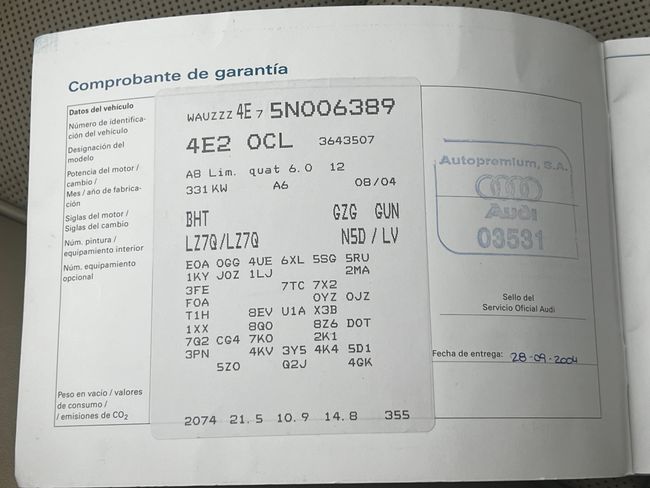 Comprobante de garantía
Datos del vehículo
Número de identifica-
ción del vehículo
WAUZZZ 4E 7 5N006389
Designación del
modelo
4E2 0CL 3643507
Potencia del motor /
cambio /
Mes / año de fabrica-
ción
A8 Lim. quat 6.0 12
331 KW A6 08/04
Siglas del motor /
Siglas del cambio
BHT GZG GUN
Núm. pintura /
equipamiento interior
LZ7Q/LZ7Q N5D / LV
Núm. equipamiento
opcional
E0A 0GG 4UE 6XL 5SG 5RU
1KY J0Z 1LJ 2MA
3FE 7TC 7X2
F0A 0YZ 0JZ
T1H 8EV U1A X3B
1XX 8Q0 8Z6 D0T
7Q2 CG4 7K0 2K1
3PN 4KV 3Y5 4K4 5D1
5Z0 Q2J 4GK
Peso en vacío / valores
de consumo /
/ emisiones de CO2
2074 21.5 10.9 14.8 355
Autopremium, S.A.
Audi
03531
Sello del
Servicio Oficial Audi
Fecha de entrega: 28-09-2004